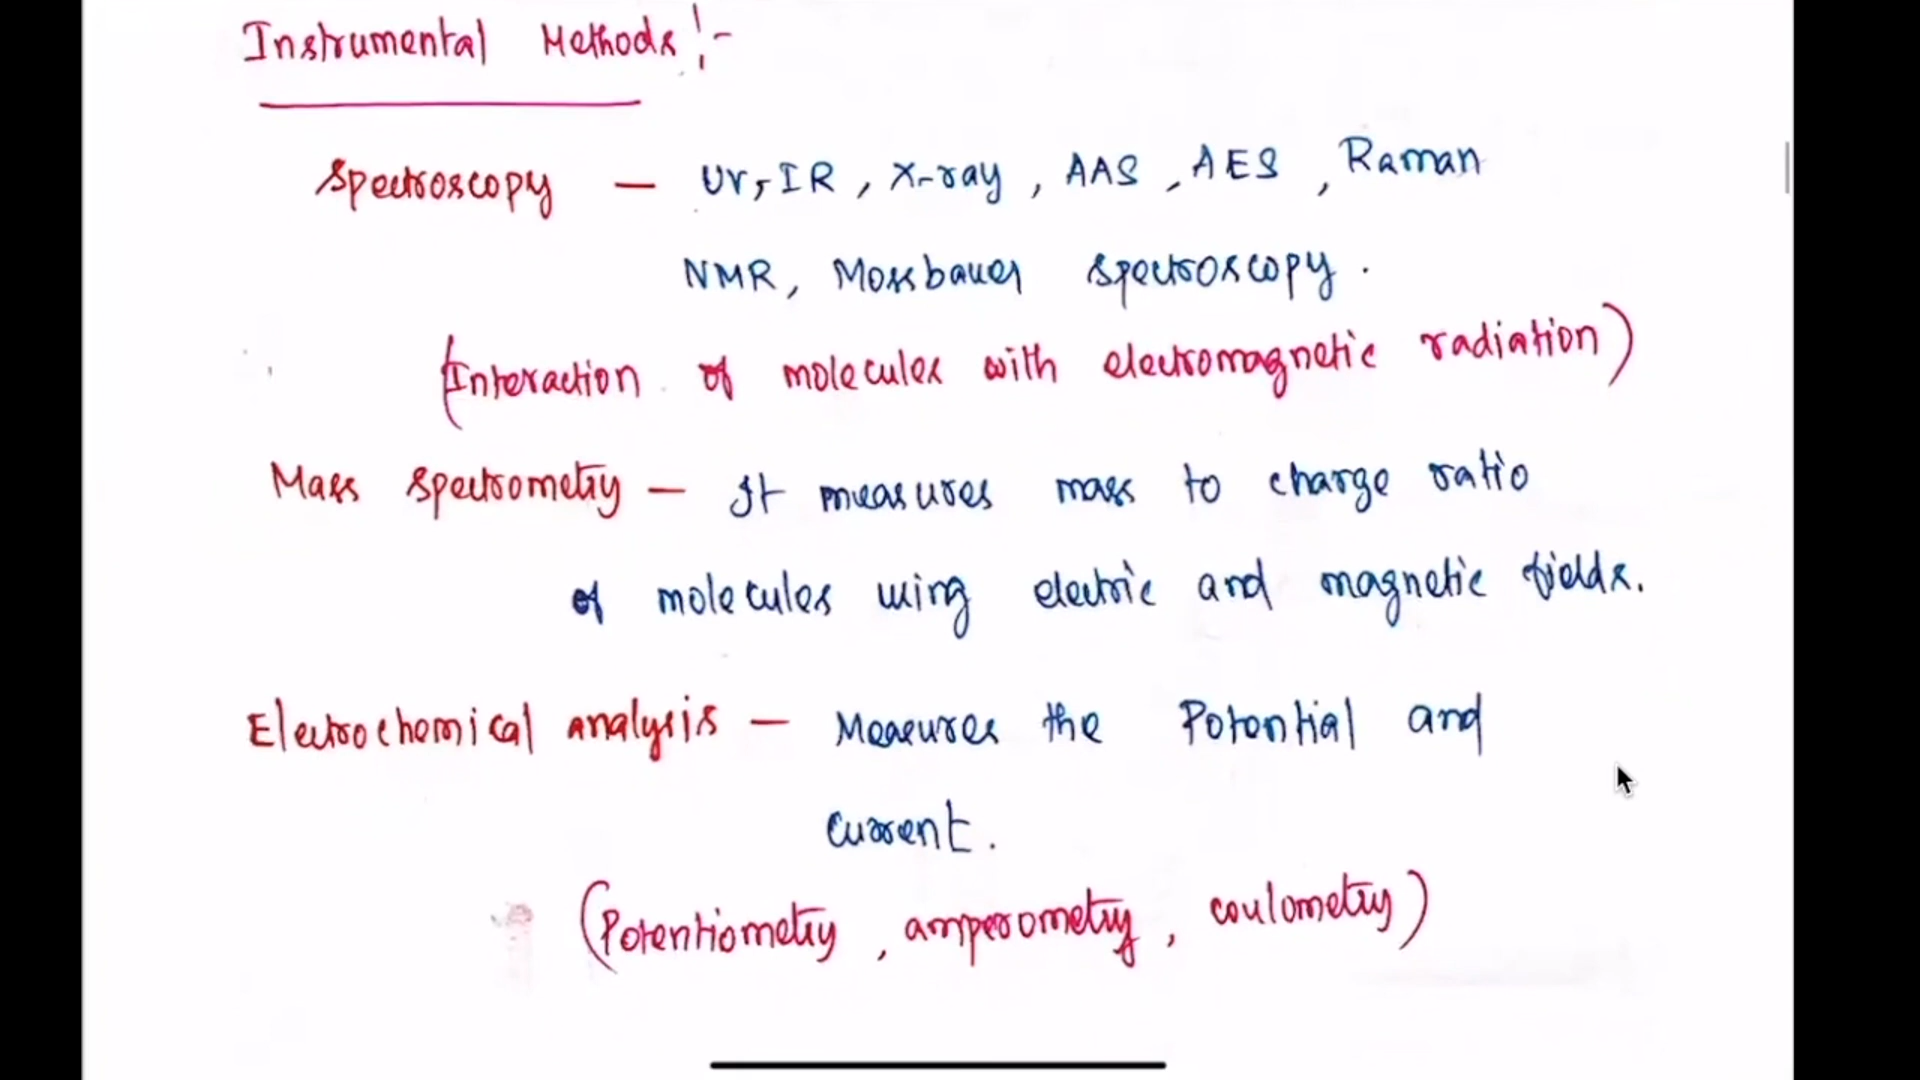 Instrumental Methods:-
Spectroscopy — UV, IR, X-ray, AAS, AES, Raman
NMR, Mossbauer spectroscopy.
(Interaction of molecules with electromagnetic radiation)
Mass spectrometry — It measures mass to charge ratio
of molecules using electric and magnetic fields.
Electrochemical analysis — Measures the Potential and
current.
(Potentiometry, amperometry, coulometry)